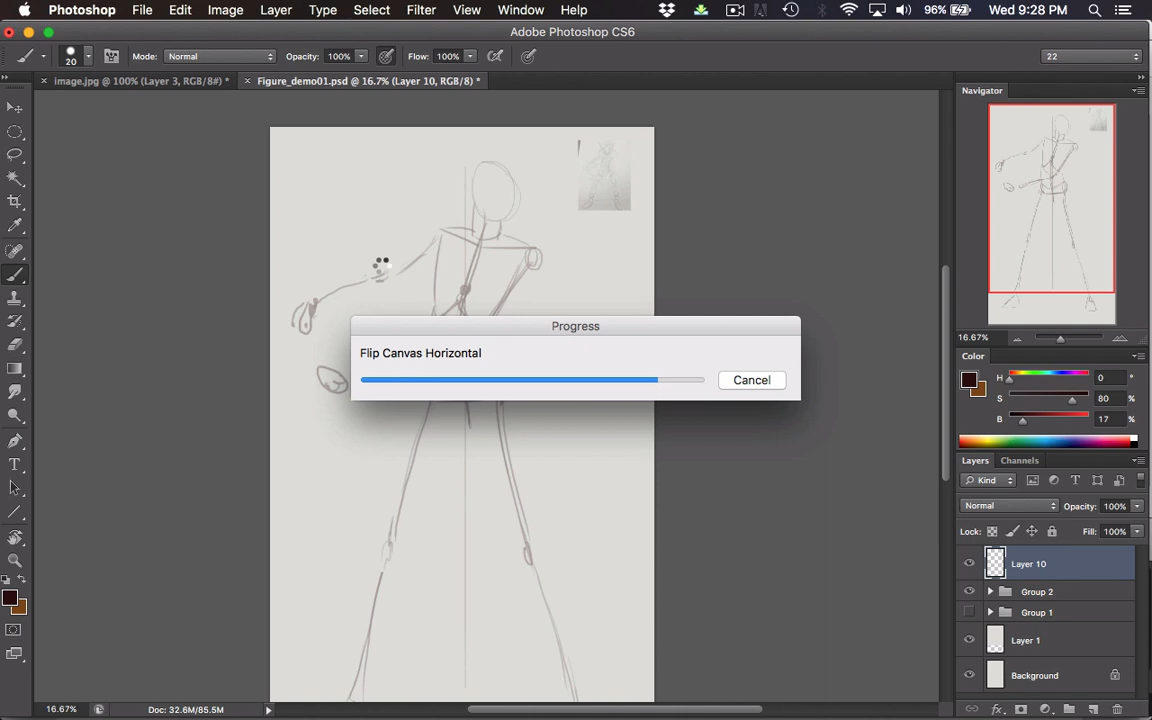 Photoshop File Edit Image Layer Type Select Filter View Window Help 96% Wed 9:28 PM
Adobe Photoshop CS6
20 Mode: Normal Opacity: 100% Flow: 100% 22
× image.jpg @ 100% (Layer 3, RGB/8#) * × Figure_demo01.psd @ 16.7% (Layer 10, RGB/8) *
Navigator
Progress
Flip Canvas Horizontal
Cancel
16.67%
Color
H 0 °
S 80 %
B 17 %
Layers Channels
Kind
Normal Opacity: 100%
Lock: Fill: 100%
Layer 10
Group 2
Group 1
Layer 1
Background
16.67% Doc: 32.6M/85.5M